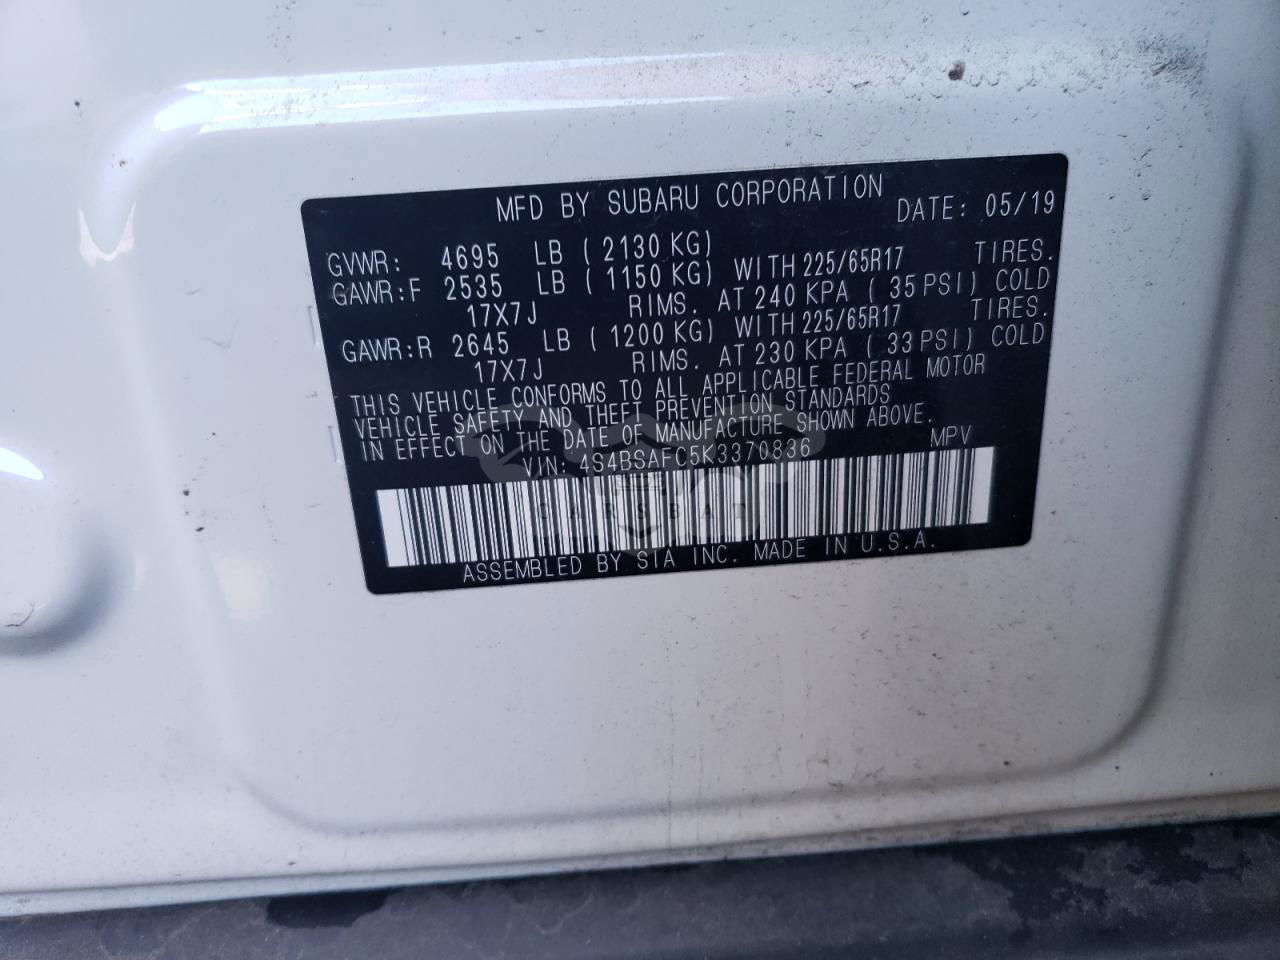 MFD BY SUBARU CORPORATION
DATE: 05/19
GVWR: 4695 LB ( 2130 KG)
GAWR:F 2535 LB ( 1150 KG) WITH 225/65R17 TIRES.
17X7J RIMS. AT 240 KPA ( 35 PSI) COLD
GAWR:R 2645 LB ( 1200 KG) WITH 225/65R17 TIRES.
17X7J RIMS. AT 230 KPA ( 33 PSI) COLD
THIS VEHICLE CONFORMS TO ALL APPLICABLE FEDERAL MOTOR
VEHICLE SAFETY AND THEFT PREVENTION STANDARDS
IN EFFECT ON THE DATE OF MANUFACTURE SHOWN ABOVE.
VIN: 4S4BSAFC5K3370836 MPV
CARSBAT
ASSEMBLED BY SIA INC. MADE IN U.S.A.